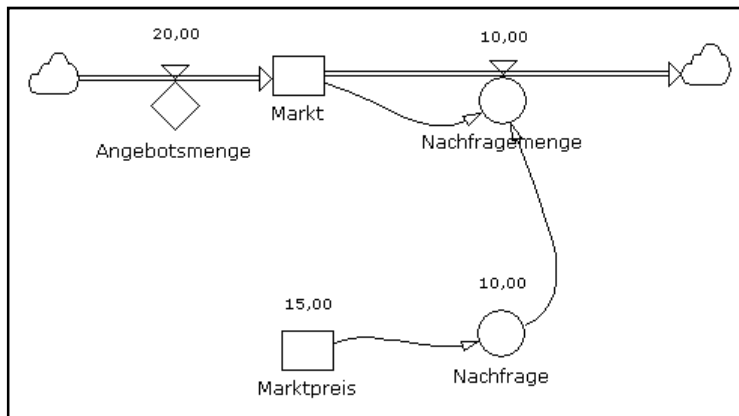 20,00
10,00
Markt
Nachfragemenge
Angebotsmenge
10,00
15,00
Nachfrage
Marktpreis